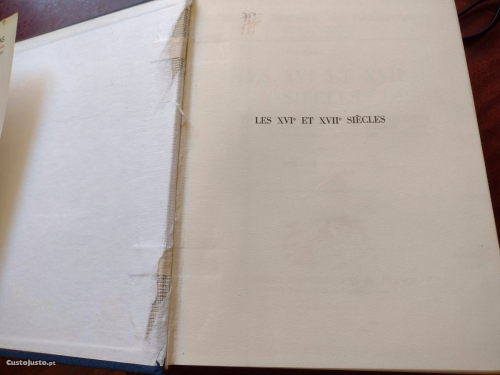 LES XVIᵉ ET XVIIᵉ SIÈCLES
CustoJusto.pt